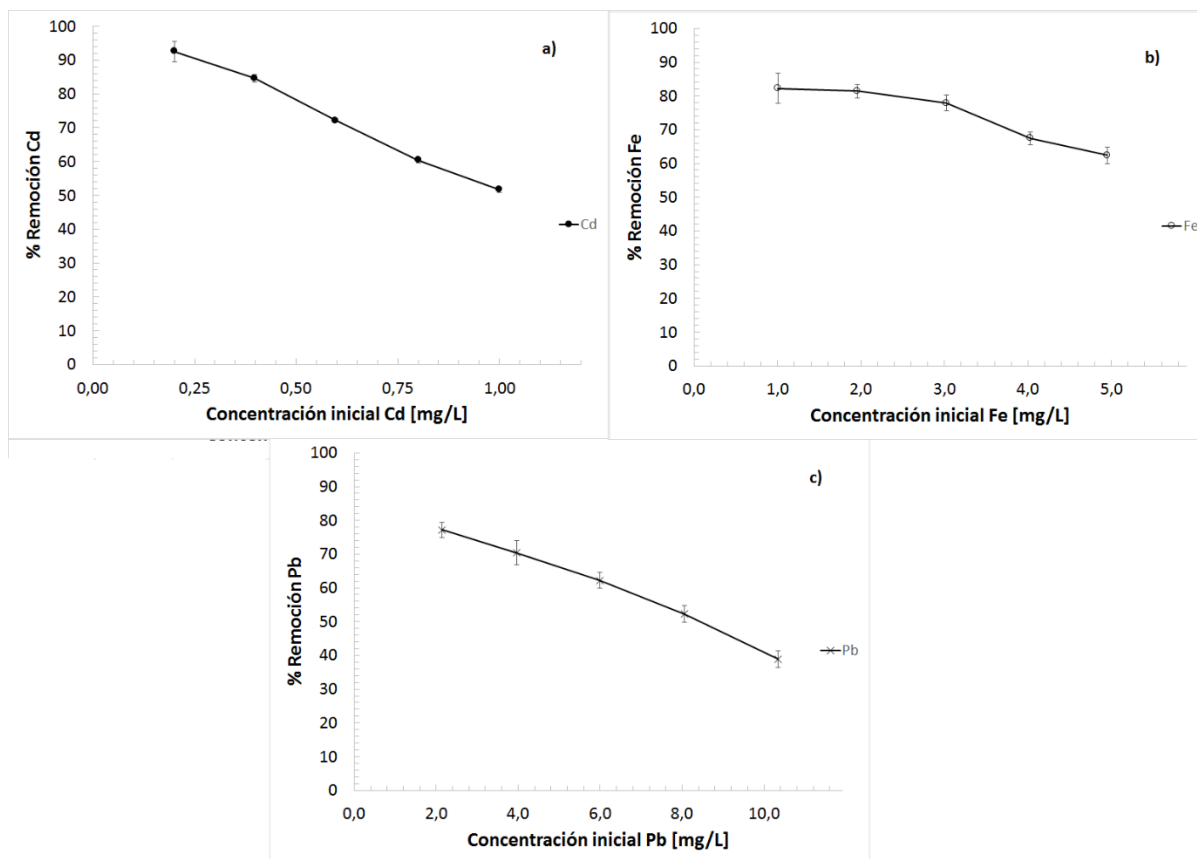 a)
100
90
80
70
60
50
40
30
20
10
0
% Remoción Cd
Cd
0,00 0,25 0,50 0,75 1,00
Concentración inicial Cd [mg/L]
b)
100
90
80
70
60
50
40
30
20
10
0
% Remoción Fe
Fe
0,0 1,0 2,0 3,0 4,0 5,0
Concentración inicial Fe [mg/L]
c)
100
90
80
70
60
50
40
30
20
10
0
% Remoción Pb
Pb
0,0 2,0 4,0 6,0 8,0 10,0
Concentración inicial Pb [mg/L]